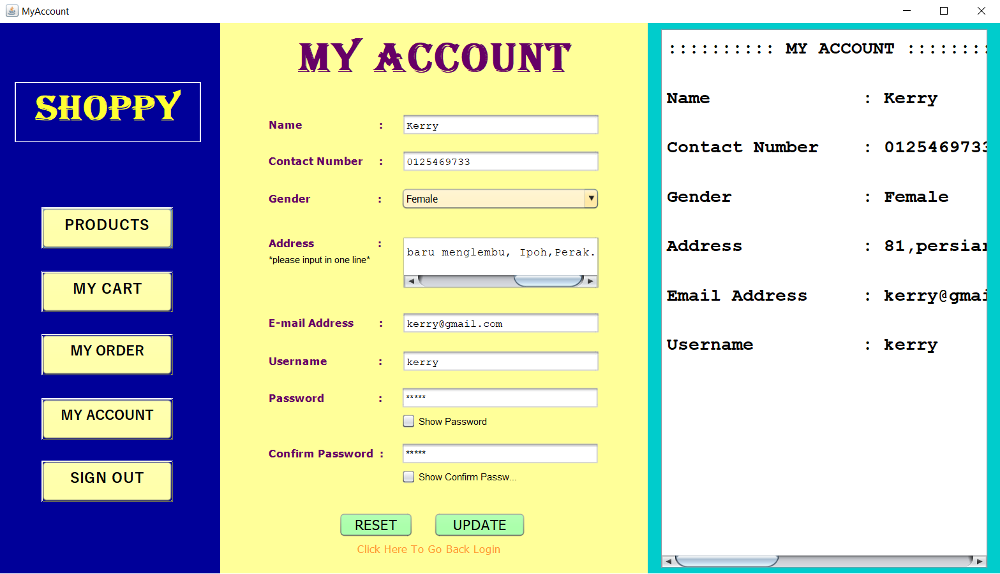 MyAccount
SHOPPY
PRODUCTS
MY CART
MY ORDER
MY ACCOUNT
SIGN OUT
MY ACCOUNT
Name : Kerry
Contact Number : 0125469733
Gender : Female
Address :
*please input in one line*
baru menglembu, Ipoh,Perak.
E-mail Address : kerry@gmail.com
Username : kerry
Password : *****
Show Password
Confirm Password : *****
Show Confirm Passw...
RESET UPDATE
Click Here To Go Back Login
:::::::::: MY ACCOUNT ::::::::
Name : Kerry
Contact Number : 0125469733
Gender : Female
Address : 81,persiar
Email Address : kerry@gmai
Username : kerry